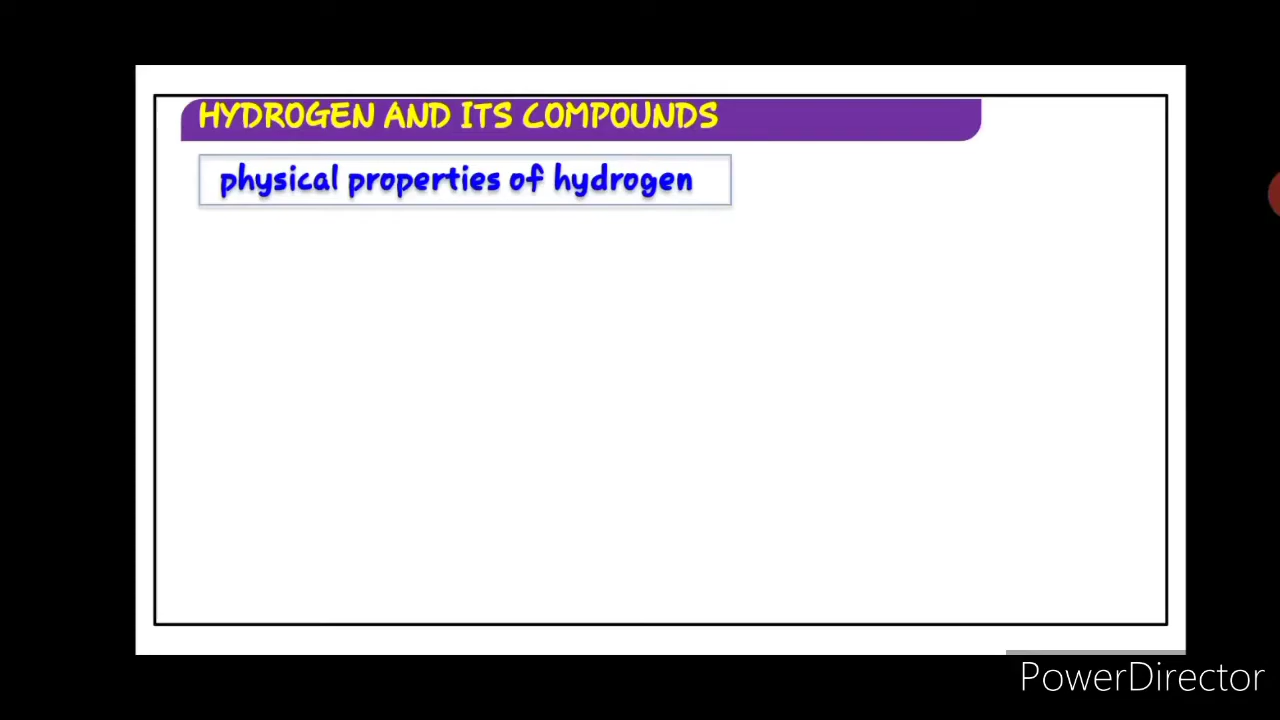 HYDROGEN AND ITS COMPOUNDS
physical properties of hydrogen
PowerDirector